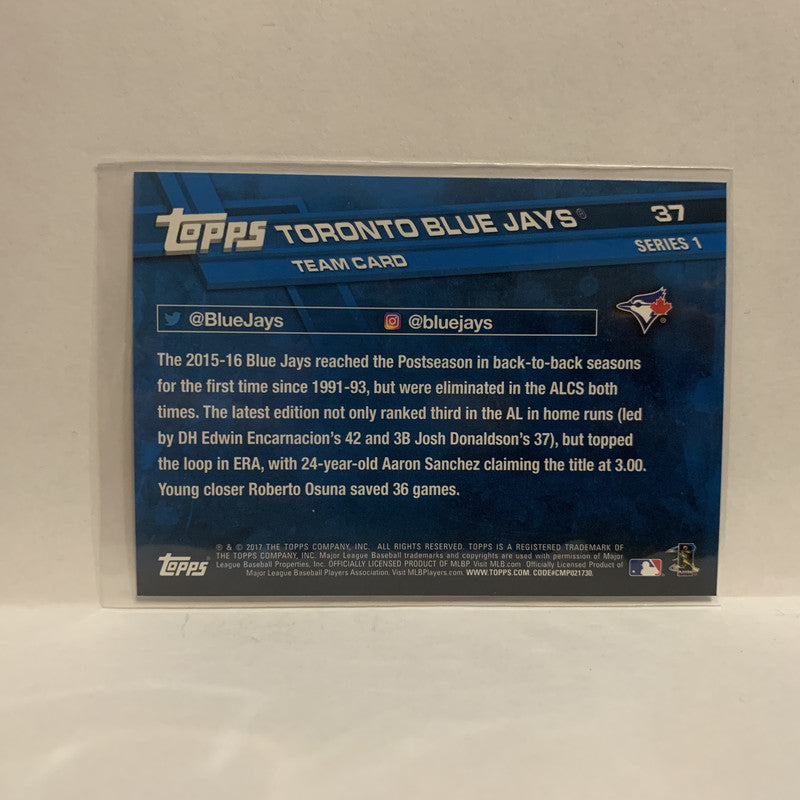 Topps TORONTO BLUE JAYS® 37
TEAM CARD SERIES 1
@BlueJays @bluejays
The 2015-16 Blue Jays reached the Postseason in back-to-back seasons
for the first time since 1991-93, but were eliminated in the ALCS both
times. The latest edition not only ranked third in the AL in home runs (led
by DH Edwin Encarnacion's 42 and 3B Josh Donaldson's 37), but topped
the loop in ERA, with 24-year-old Aaron Sanchez claiming the title at 3.00.
Young closer Roberto Osuna saved 36 games.
® & © 2017 THE TOPPS COMPANY, INC. ALL RIGHTS RESERVED. TOPPS IS A REGISTERED TRADEMARK OF
THE TOPPS COMPANY, INC. Major League Baseball trademarks and copyrights are used with permission of Major
Topps® League Baseball Properties, Inc. OFFICIALLY LICENSED PRODUCT OF MLBP Visit MLB.com Officially Licensed Product of
Major League Baseball Players Association. Visit MLBPlayers.com WWW.TOPPS.COM. CODE#CMP021730.